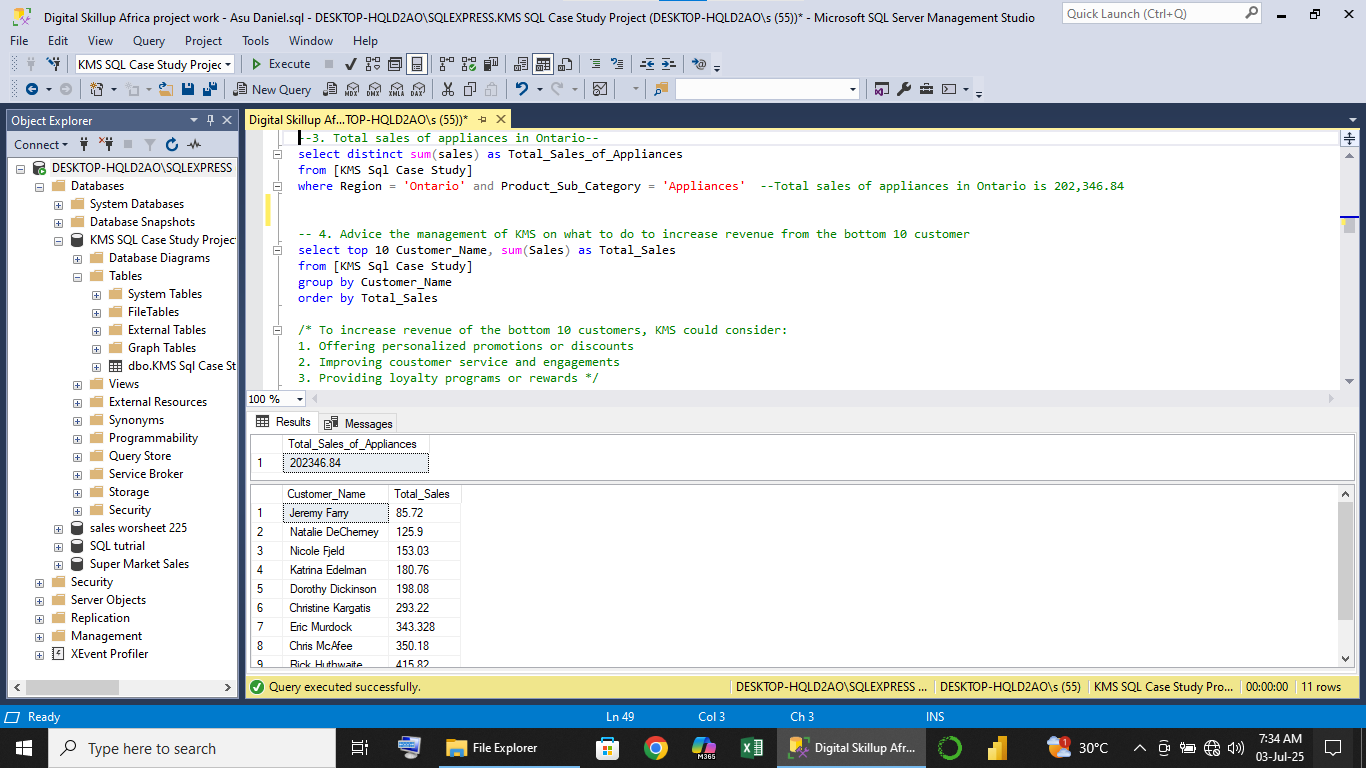 Digital Skillup Africa project work - Asu Daniel.sql - DESKTOP-HQLD2AO\SQLEXPRESS.KMS SQL Case Study Project (DESKTOP-HQLD2AO\s (55))* - Microsoft SQL Server Management Studio
Quick Launch (Ctrl+Q)
File Edit View Query Project Tools Window Help
KMS SQL Case Study Projec
Execute
New Query
MDX DMX XMLA DAX
Object Explorer
Digital Skillup Af...TOP-HQLD2AO\s (55))*
Connect
DESKTOP-HQLD2AO\SQLEXPRESS
Databases
System Databases
Database Snapshots
KMS SQL Case Study Projec
Database Diagrams
Tables
System Tables
FileTables
External Tables
Graph Tables
dbo.KMS Sql Case St
Views
External Resources
Synonyms
Programmability
Query Store
Service Broker
Storage
Security
sales worsheet 225
SQL tutrial
Super Market Sales
Security
Server Objects
Replication
Management
XEvent Profiler
--3. Total sales of appliances in Ontario--
select distinct sum(sales) as Total_Sales_of_Appliances
from [KMS Sql Case Study]
where Region = 'Ontario' and Product_Sub_Category = 'Appliances' --Total sales of appliances in Ontario is 202,346.84
-- 4. Advice the management of KMS on what to do to increase revenue from the bottom 10 customer
select top 10 Customer_Name, sum(Sales) as Total_Sales
from [KMS Sql Case Study]
group by Customer_Name
order by Total_Sales
/* To increase revenue of the bottom 10 customers, KMS could consider:
1. Offering personalized promotions or discounts
2. Improving coustomer service and engagements
3. Providing loyalty programs or rewards */
100 %
Results Messages
Total_Sales_of_Appliances
1 202346.84
Customer_Name Total_Sales
1 Jeremy Farry 85.72
2 Natalie DeCherney 125.9
3 Nicole Fjeld 153.03
4 Katrina Edelman 180.76
5 Dorothy Dickinson 198.08
6 Christine Kargatis 293.22
7 Eric Murdock 343.328
8 Chris McAfee 350.18
9 Rick Huthwaite 415.82
Query executed successfully.
DESKTOP-HQLD2AO\SQLEXPRESS ... DESKTOP-HQLD2AO\s (55) KMS SQL Case Study Pro... 00:00:00 11 rows
Ready Ln 49 Col 3 Ch 3 INS
Type here to search
File Explorer
M365
Digital Skillup Afr...
30°C
7:34 AM
03-Jul-25